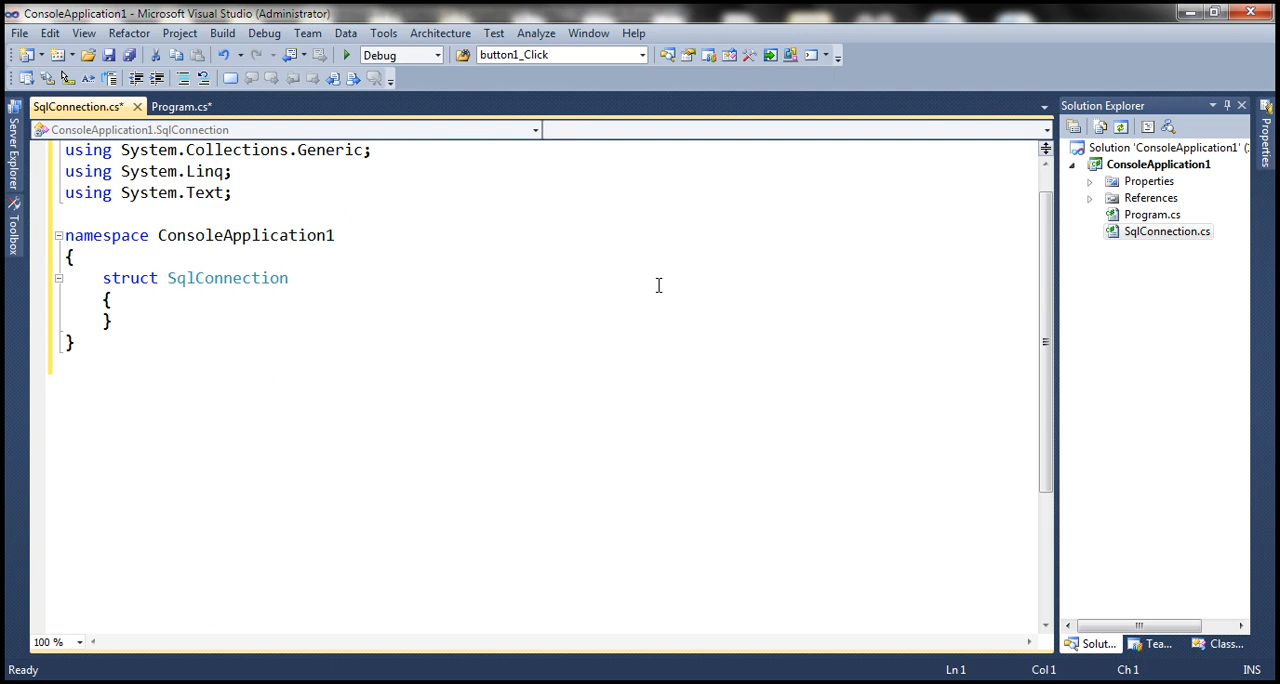 ConsoleApplication1 - Microsoft Visual Studio (Administrator)
File Edit View Refactor Project Build Debug Team Data Tools Architecture Test Analyze Window Help
Debug button1_Click
SqlConnection.cs* Program.cs*
ConsoleApplication1.SqlConnection
using System.Collections.Generic;
using System.Linq;
using System.Text;
namespace ConsoleApplication1
{
struct SqlConnection
{
}
}
100 %
Server Explorer
Toolbox
Solution Explorer
Solution 'ConsoleApplication1' (
ConsoleApplication1
Properties
References
Program.cs
SqlConnection.cs
Solut... Tea... Class...
Properties
Ready Ln 1 Col 1 Ch 1 INS